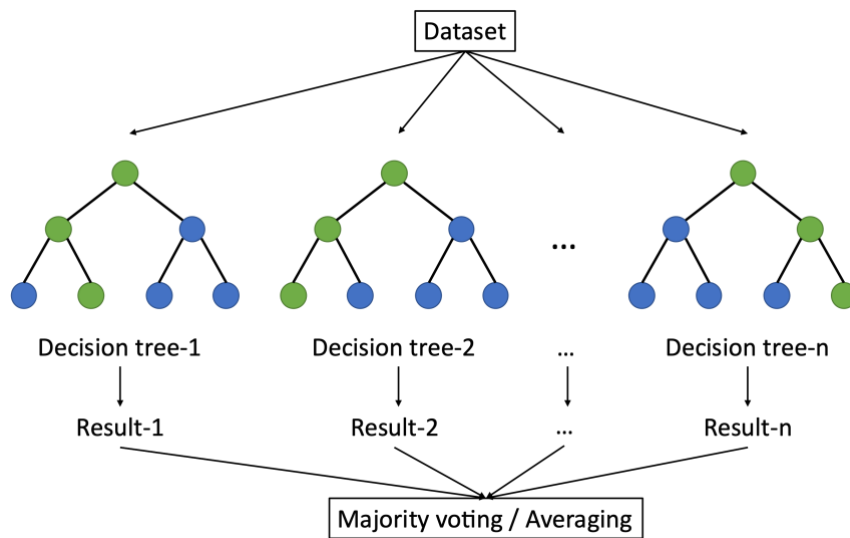 Dataset
...
Decision tree-1
Decision tree-2
...
Decision tree-n
Result-1
Result-2
...
Result-n
Majority voting / Averaging